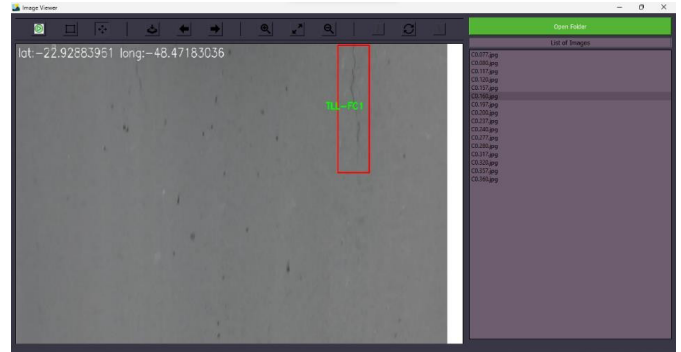 Image Viewer
Open Folder
List of Images
lat:-22.92883951 long:-48.47183036
TLL-FC1
C0.077.jpg
C0.080.jpg
C0.117.jpg
C0.120.jpg
C0.157.jpg
C0.160.jpg
C0.197.jpg
C0.200.jpg
C0.237.jpg
C0.240.jpg
C0.277.jpg
C0.280.jpg
C0.317.jpg
C0.320.jpg
C0.357.jpg
C0.360.jpg